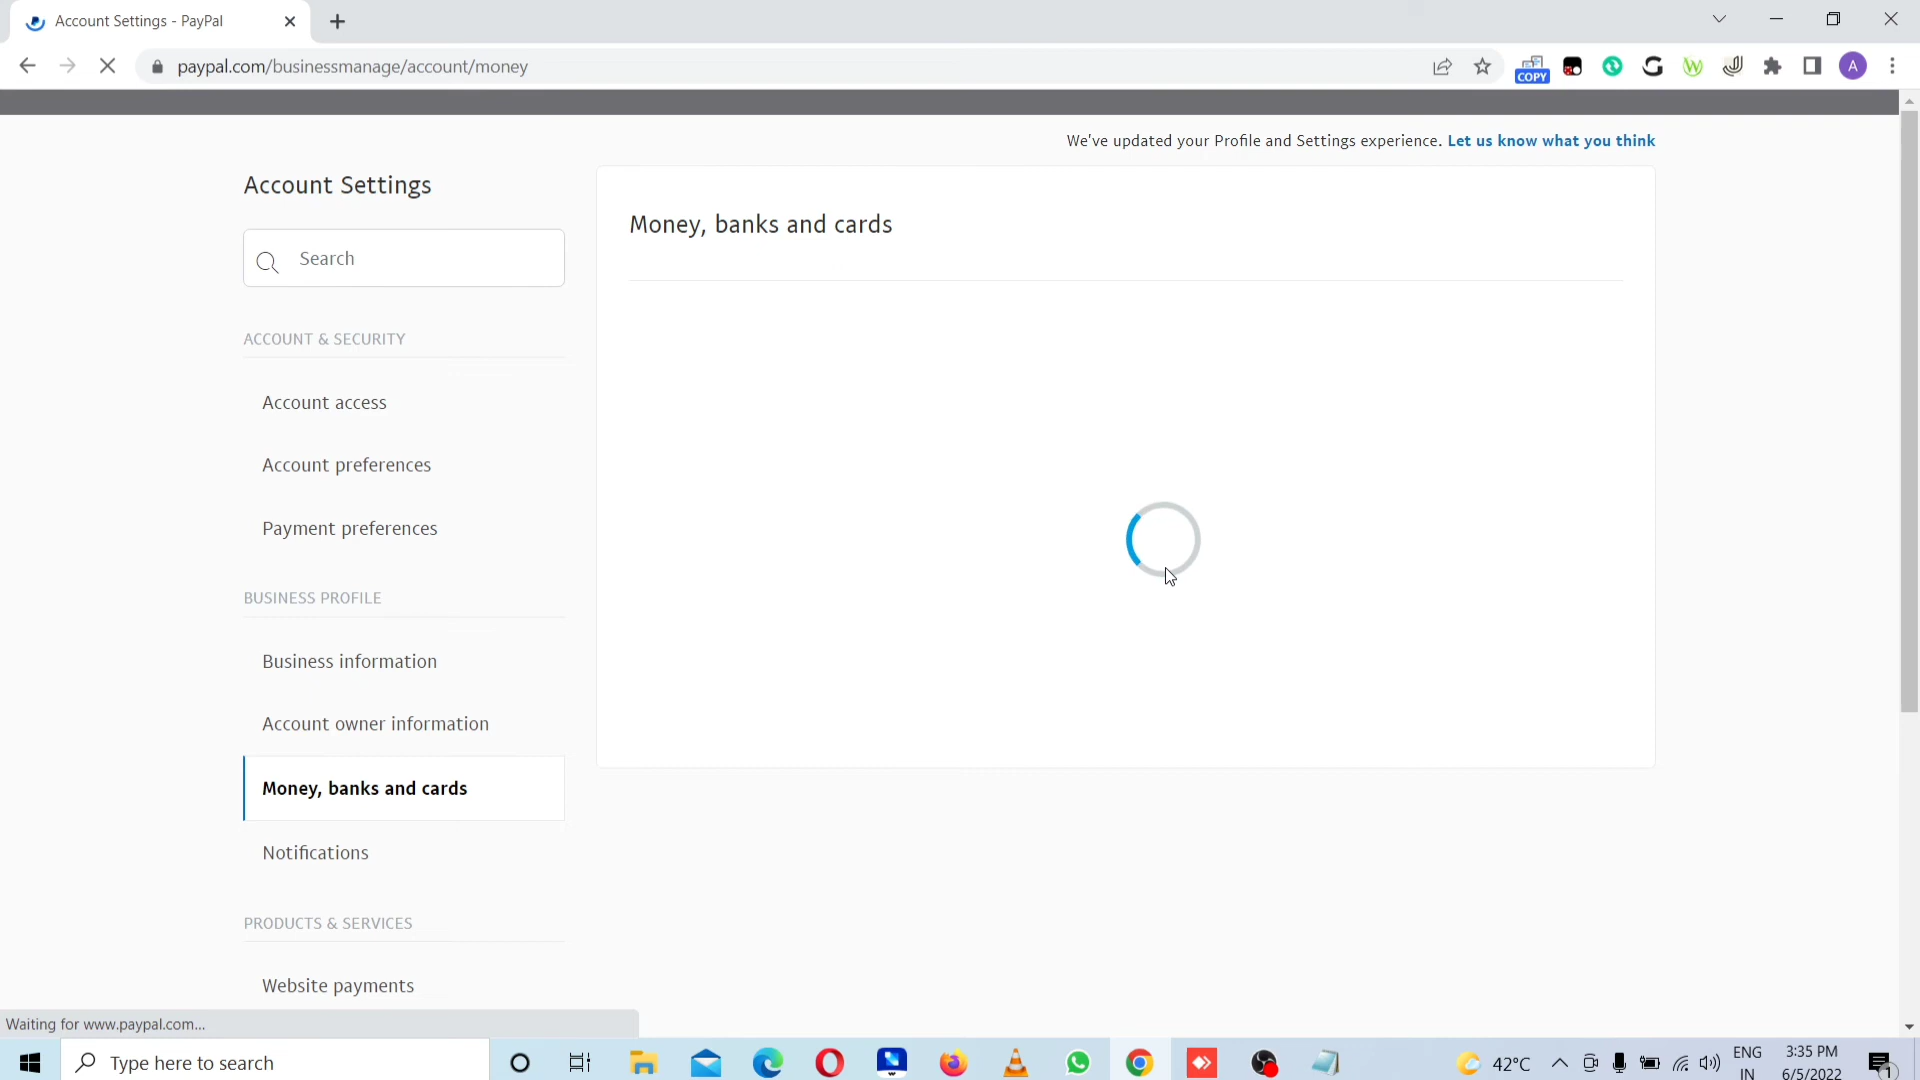 Account Settings - PayPal
paypal.com/businessmanage/account/money
COPY
A
We've updated your Profile and Settings experience. Let us know what you think
Account Settings
Search
ACCOUNT & SECURITY
Account access
Account preferences
Payment preferences
BUSINESS PROFILE
Business information
Account owner information
Money, banks and cards
Notifications
PRODUCTS & SERVICES
Website payments
Money, banks and cards
Waiting for www.paypal.com...
Type here to search
42°C
ENG
IN
3:35 PM
6/5/2022
1